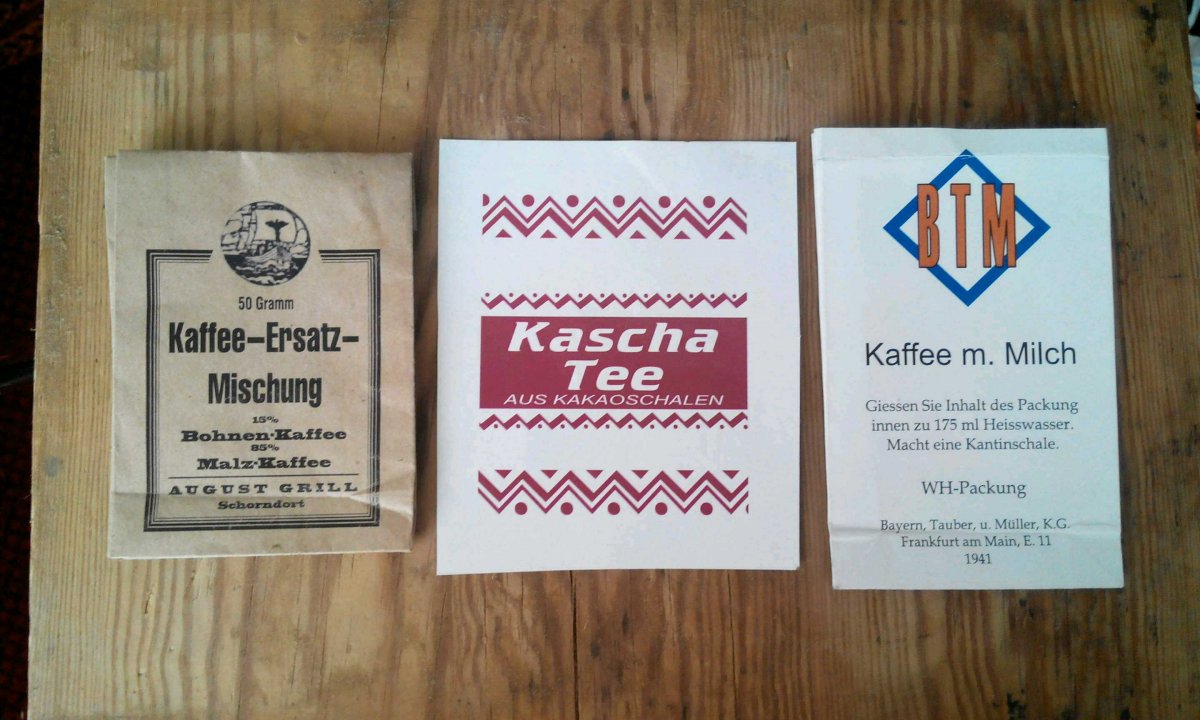 50 Gramm
Kaffee-Ersatz-
Mischung
15%
Bohnen-Kaffee
85%
Malz-Kaffee
AUGUST GRILL
Schorndorf
Kascha
Tee
AUS KAKAOSCHALEN
BTM
Kaffee m. Milch
Giessen Sie Inhalt des Packung
innen zu 175 ml Heisswasser.
Macht eine Kantinschale.
WH-Packung
Bayern, Tauber, u. Müller, K.G.
Frankfurt am Main, E. 11
1941